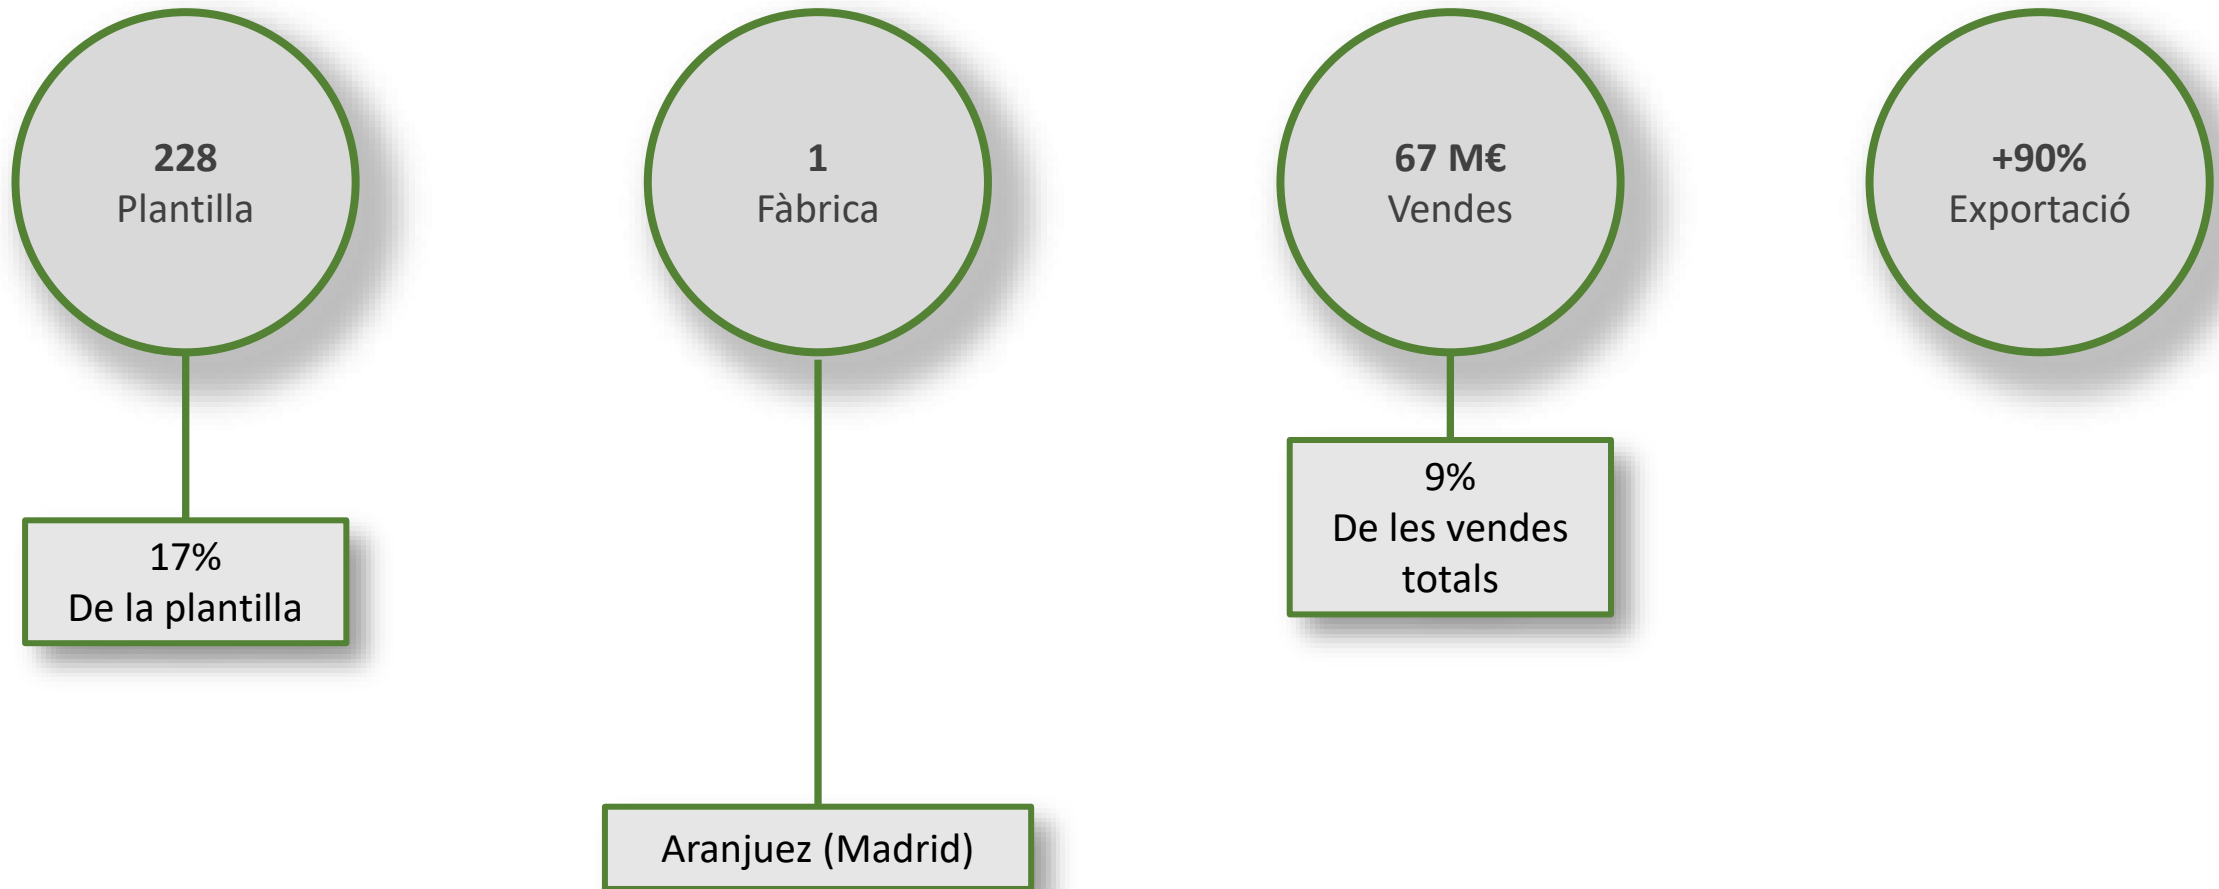 228
Plantilla
1
Fàbrica
67 M€
Vendes
+90%
Exportació
17%
De la plantilla
9%
De les vendes
totals
Aranjuez (Madrid)